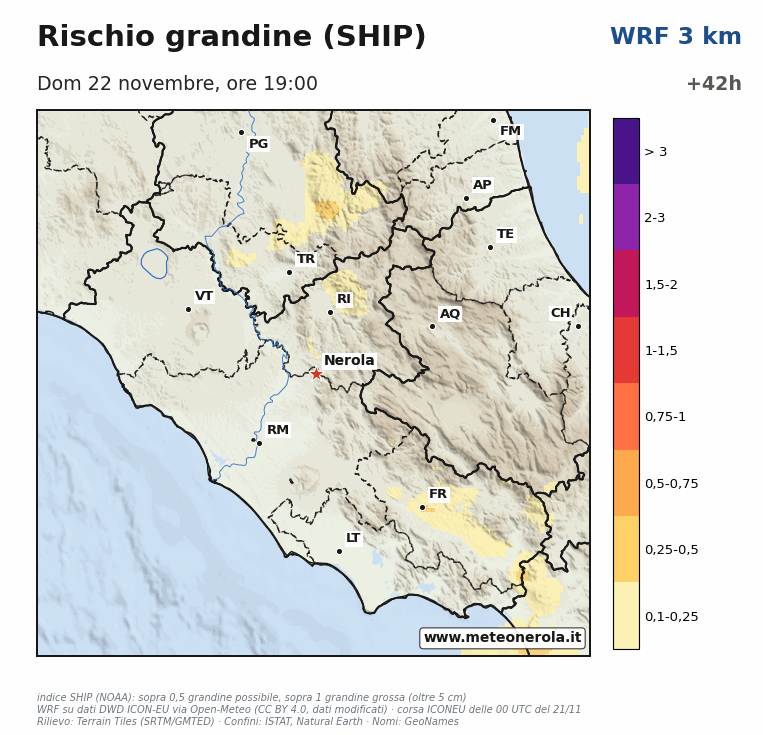 Rischio grandine (SHIP)
WRF 3 km
Dom 22 novembre, ore 19:00
+42h
FM
PG
AP
TE
TR
VT
RI
AQ
CH
Nerola
RM
FR
LT
www.meteonerola.it
> 3
2-3
1,5-2
1-1,5
0,75-1
0,5-0,75
0,25-0,5
0,1-0,25
indice SHIP (NOAA): sopra 0,5 grandine possibile, sopra 1 grandine grossa (oltre 5 cm)
WRF su dati DWD ICON-EU via Open-Meteo (CC BY 4.0, dati modificati) · corsa ICONEU delle 00 UTC del 21/11
Rilievo: Terrain Tiles (SRTM/GMTED) · Confini: ISTAT, Natural Earth · Nomi: GeoNames